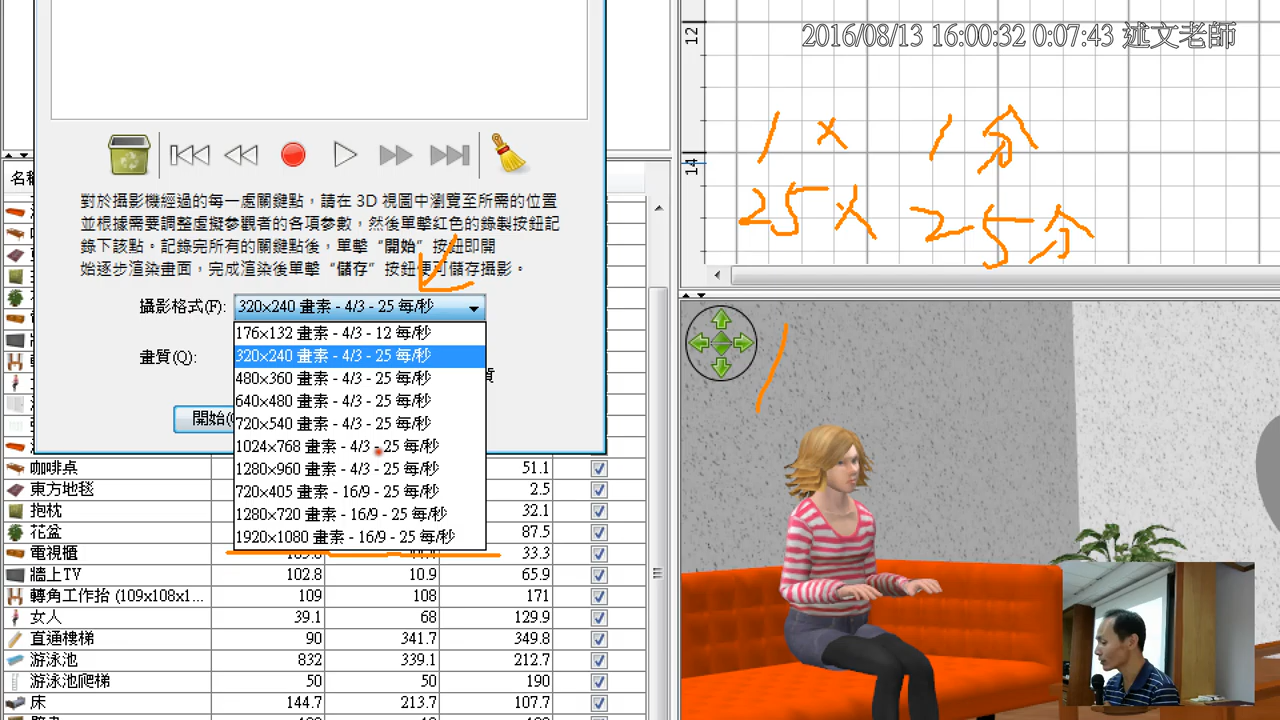 12
2016/08/13 16:00:32 0:07:43 述文老師
1 x 1分
14
25x 25分
名稱
對於攝影機經過的每一處關鍵點，請在 3D 視圖中瀏覽至所需的位置
並根據需要調整虛擬參觀者的各項參數，然後單擊紅色的錄製按鈕記
錄下該點。記錄完所有的關鍵點後，單擊“開始”按鈕即開
始逐步渲染畫面，完成渲染後單擊“儲存”按鈕便可儲存攝影。
攝影格式(F): 320×240 畫素 - 4/3 - 25 每/秒
176×132 畫素 - 4/3 - 12 每/秒
畫質(Q):
320×240 畫素 - 4/3 - 25 每/秒
質
480×360 畫素 - 4/3 - 25 每/秒
640×480 畫素 - 4/3 - 25 每/秒
開始(
720×540 畫素 - 4/3 - 25 每/秒
1024×768 畫素 - 4/3 - 25 每/秒
1280×960 畫素 - 4/3 - 25 每/秒
720×405 畫素 - 16/9 - 25 每/秒
1280×720 畫素 - 16/9 - 25 每/秒
1920×1080 畫素 - 16/9 - 25 每/秒
咖啡桌 51.1
東方地毯 2.5
抱枕 32.1
花盆 87.5
電視櫃 33.3
牆上TV 102.8 10.9 65.9
轉角工作抬 (109x108x1... 109 108 171
女人 39.1 68 129.9
直通樓梯 90 341.7 349.8
游泳池 832 339.1 212.7
游泳池爬梯 50 50 190
床 144.7 213.7 107.7